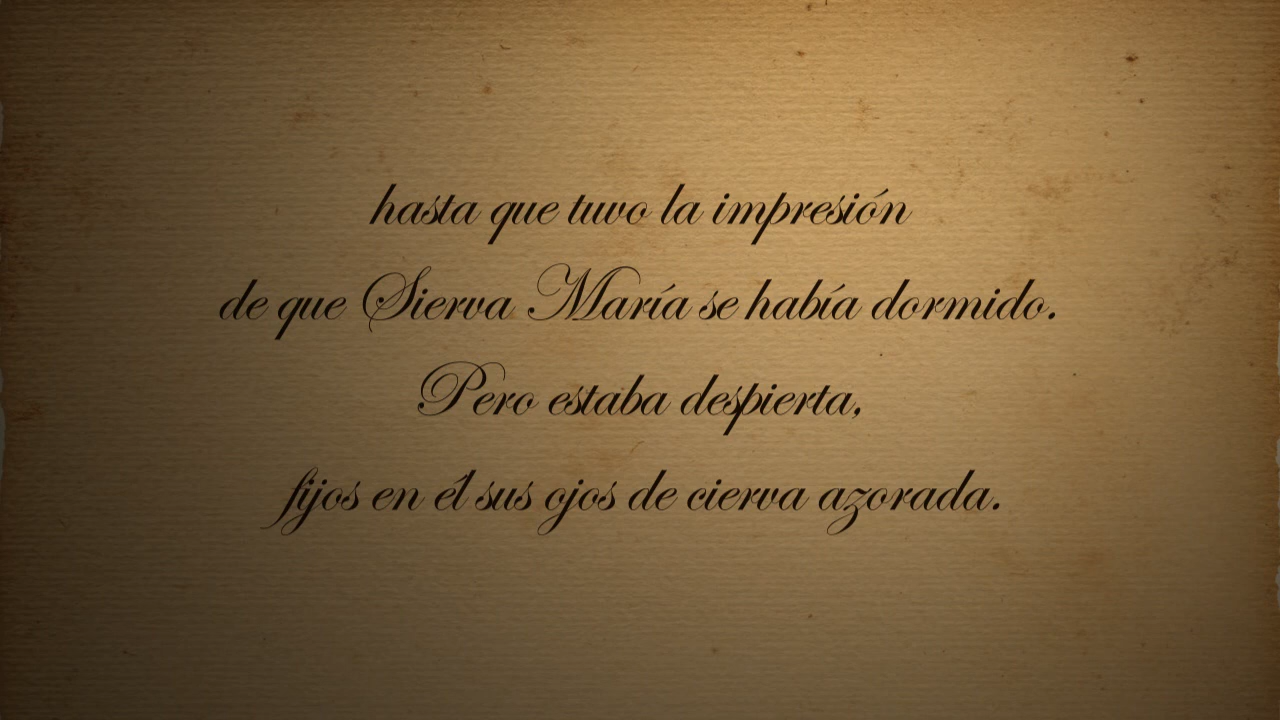 hasta que tuvo la impresión
de que Sierva María se había dormido.
Pero estaba despierta,
fijos en él sus ojos de cierva azorada.